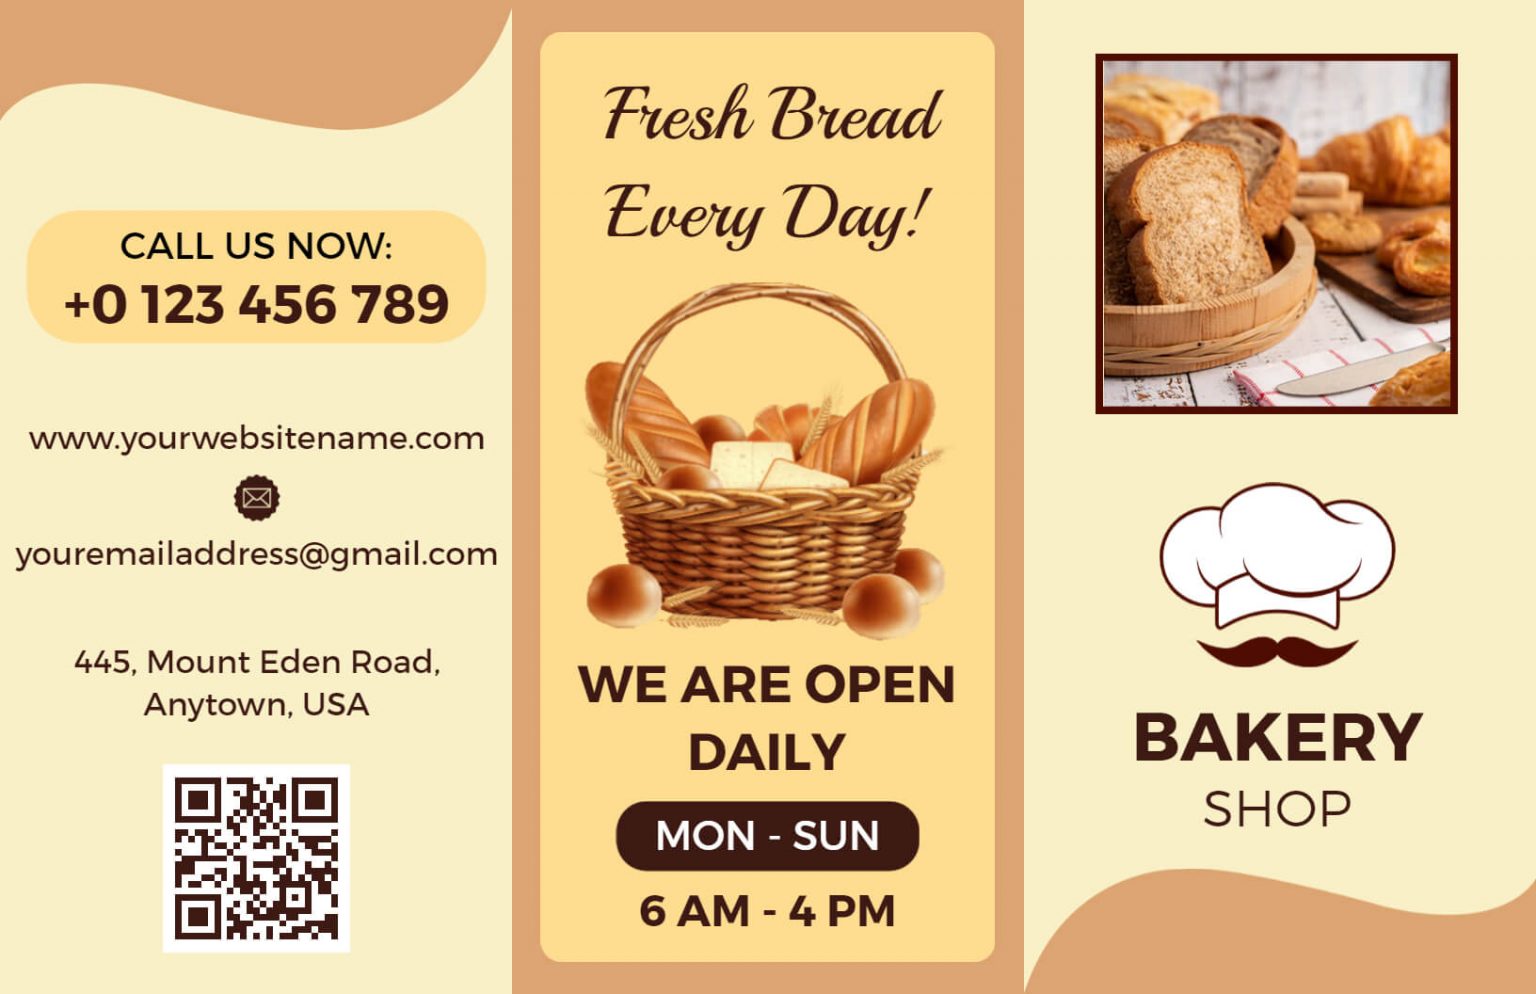 CALL US NOW:
+0 123 456 789
www.yourwebsitename.com
youremailaddress@gmail.com
445, Mount Eden Road,
Anytown, USA
Fresh Bread
Every Day!
WE ARE OPEN
DAILY
MON - SUN
6 AM - 4 PM
BAKERY
SHOP